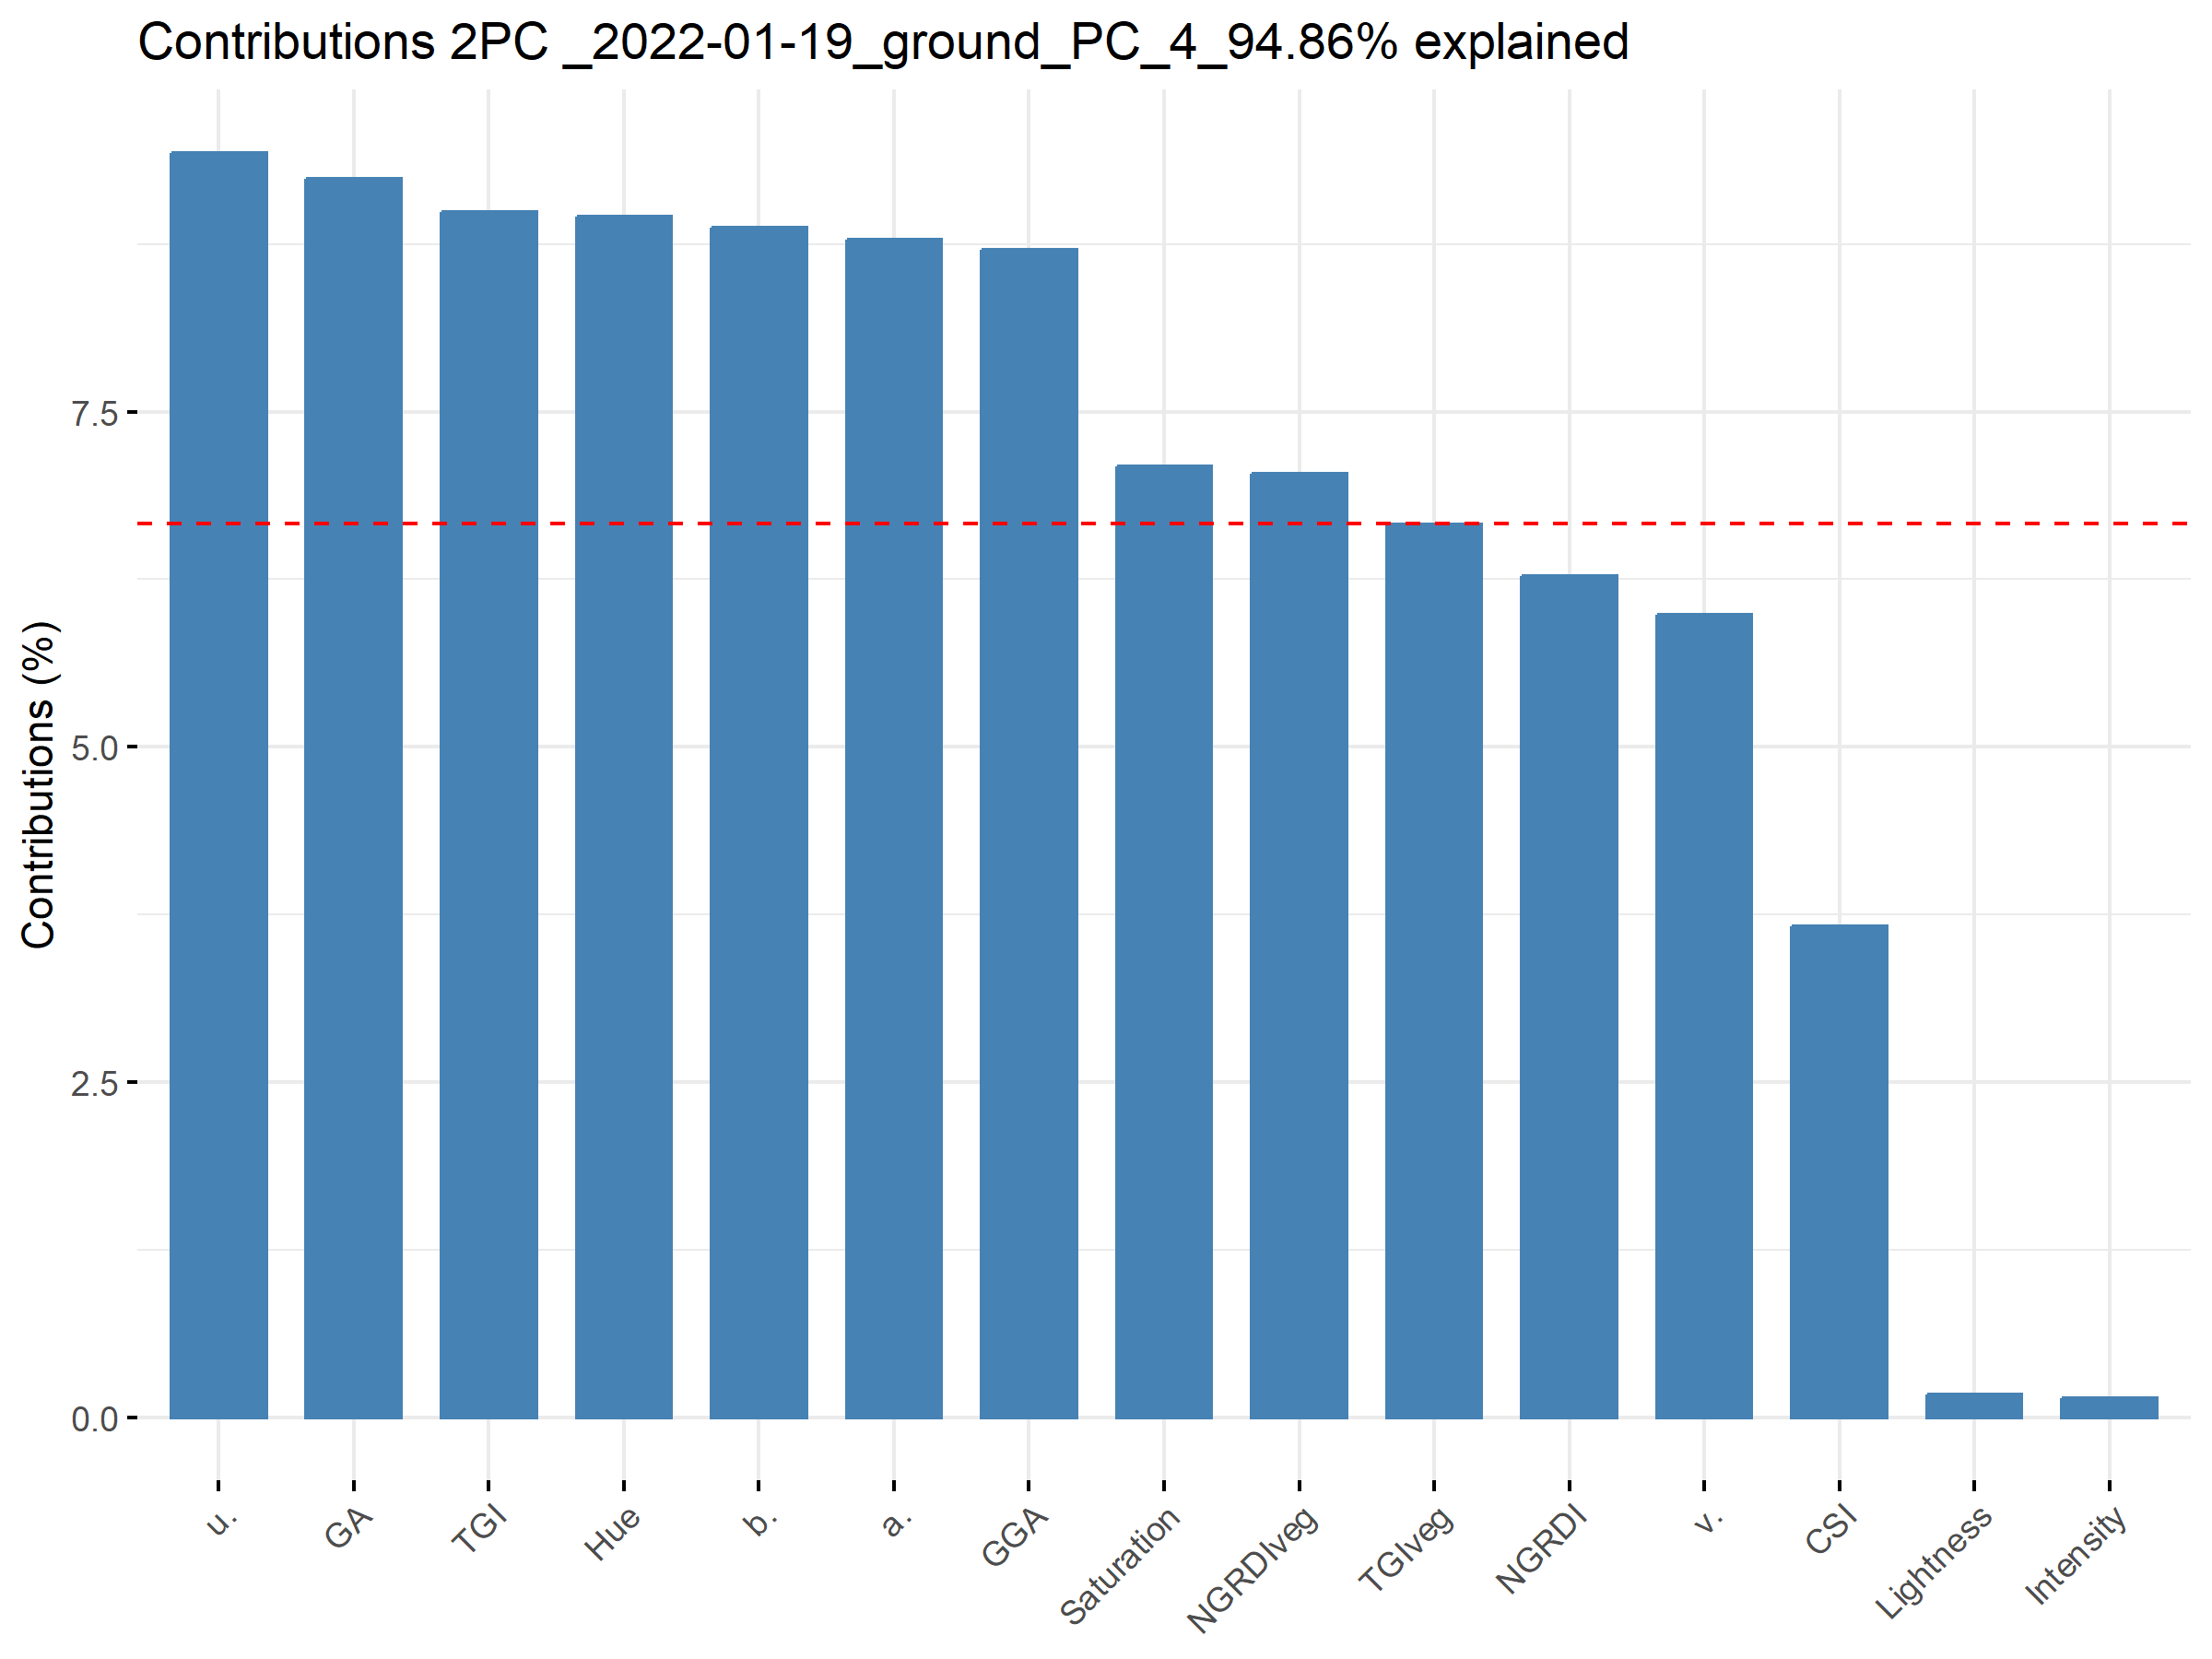 Contributions 2PC _2022-01-19_ground_PC_4_94.86% explained
Contributions (%)
7.5
5.0
2.5
0.0
u.
GA
TGI
Hue
b.
a.
GGA
Saturation
NGRDIveg
TGIveg
NGRDI
v.
CSI
Lightness
Intensity